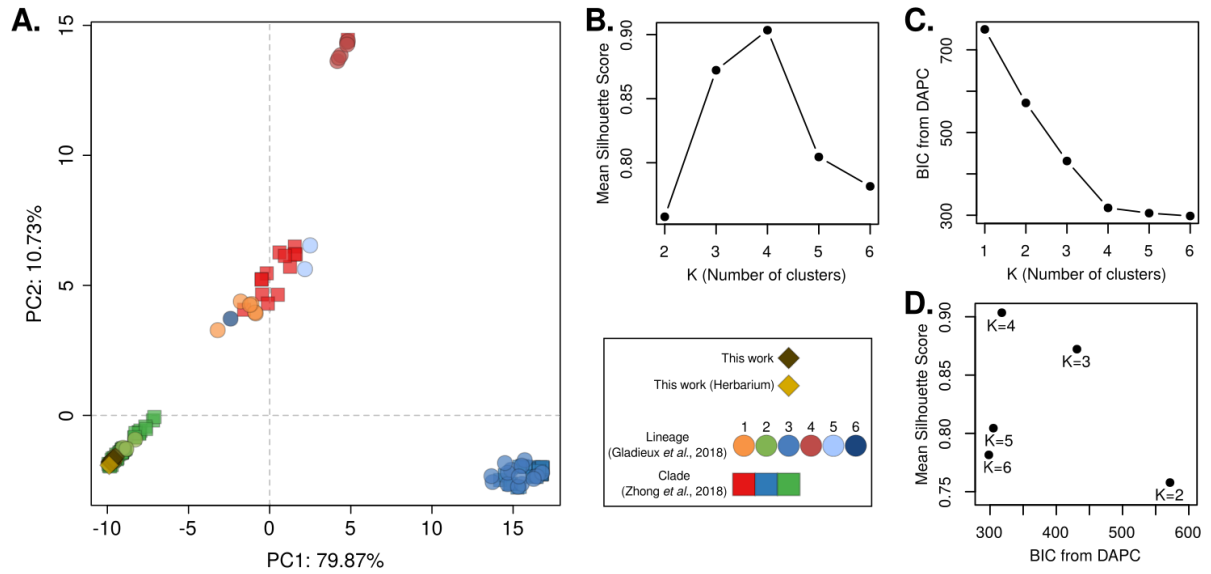 A.
15
10
5
0
-10
-5
0
5
10
15
PC2: 10.73%
PC1: 79.87%
B.
0.90
0.85
0.80
Mean Silhouette Score
2
3
4
5
6
K (Number of clusters)
C.
700
500
300
BIC from DAPC
1
2
3
4
5
6
K (Number of clusters)
This work
This work (Herbarium)
1 2 3 4 5 6
Lineage
(Gladieux et al., 2018)
Clade
(Zhong et al., 2018)
D.
0.90
0.85
0.80
0.75
Mean Silhouette Score
K=4
K=3
K=5
K=6
K=2
300
400
500
600
BIC from DAPC